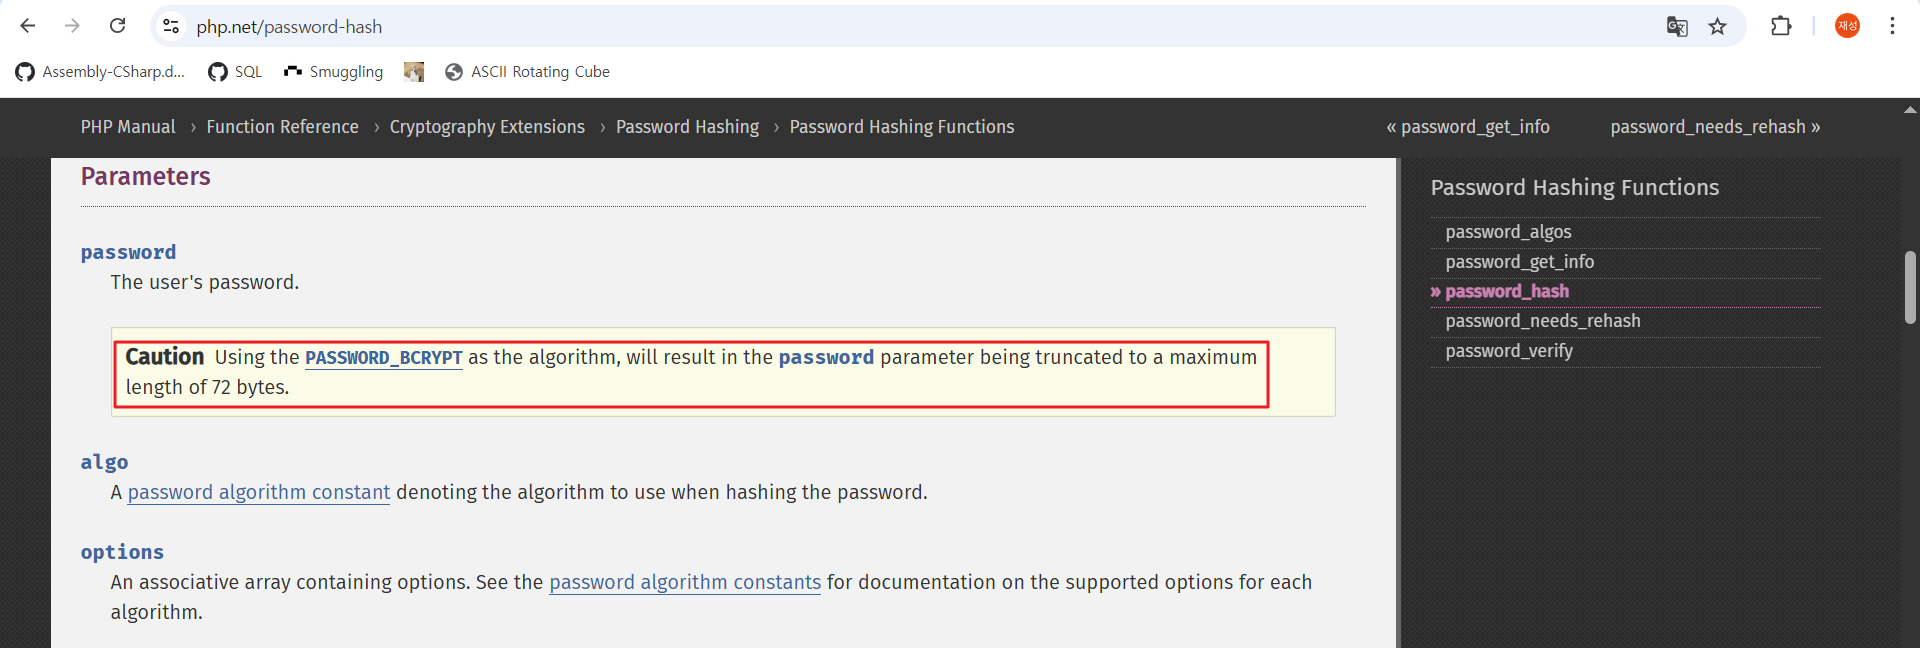 php.net/password-hash
재성
Assembly-CSharp.d...
SQL
Smuggling
ASCII Rotating Cube
PHP Manual › Function Reference › Cryptography Extensions › Password Hashing › Password Hashing Functions
« password_get_info
password_needs_rehash »
Parameters
password
The user's password.
Caution Using the PASSWORD_BCRYPT as the algorithm, will result in the password parameter being truncated to a maximum
length of 72 bytes.
algo
A password algorithm constant denoting the algorithm to use when hashing the password.
options
An associative array containing options. See the password algorithm constants for documentation on the supported options for each
algorithm.
Password Hashing Functions
password_algos
password_get_info
» password_hash
password_needs_rehash
password_verify